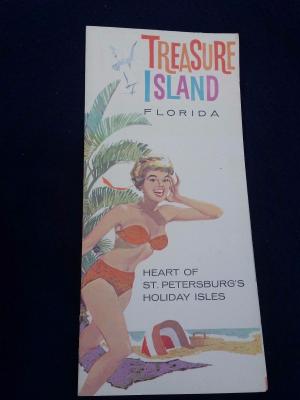 TREASURE
ISLAND
FLORIDA
HEART OF
ST. PETERSBURG'S
HOLIDAY ISLES